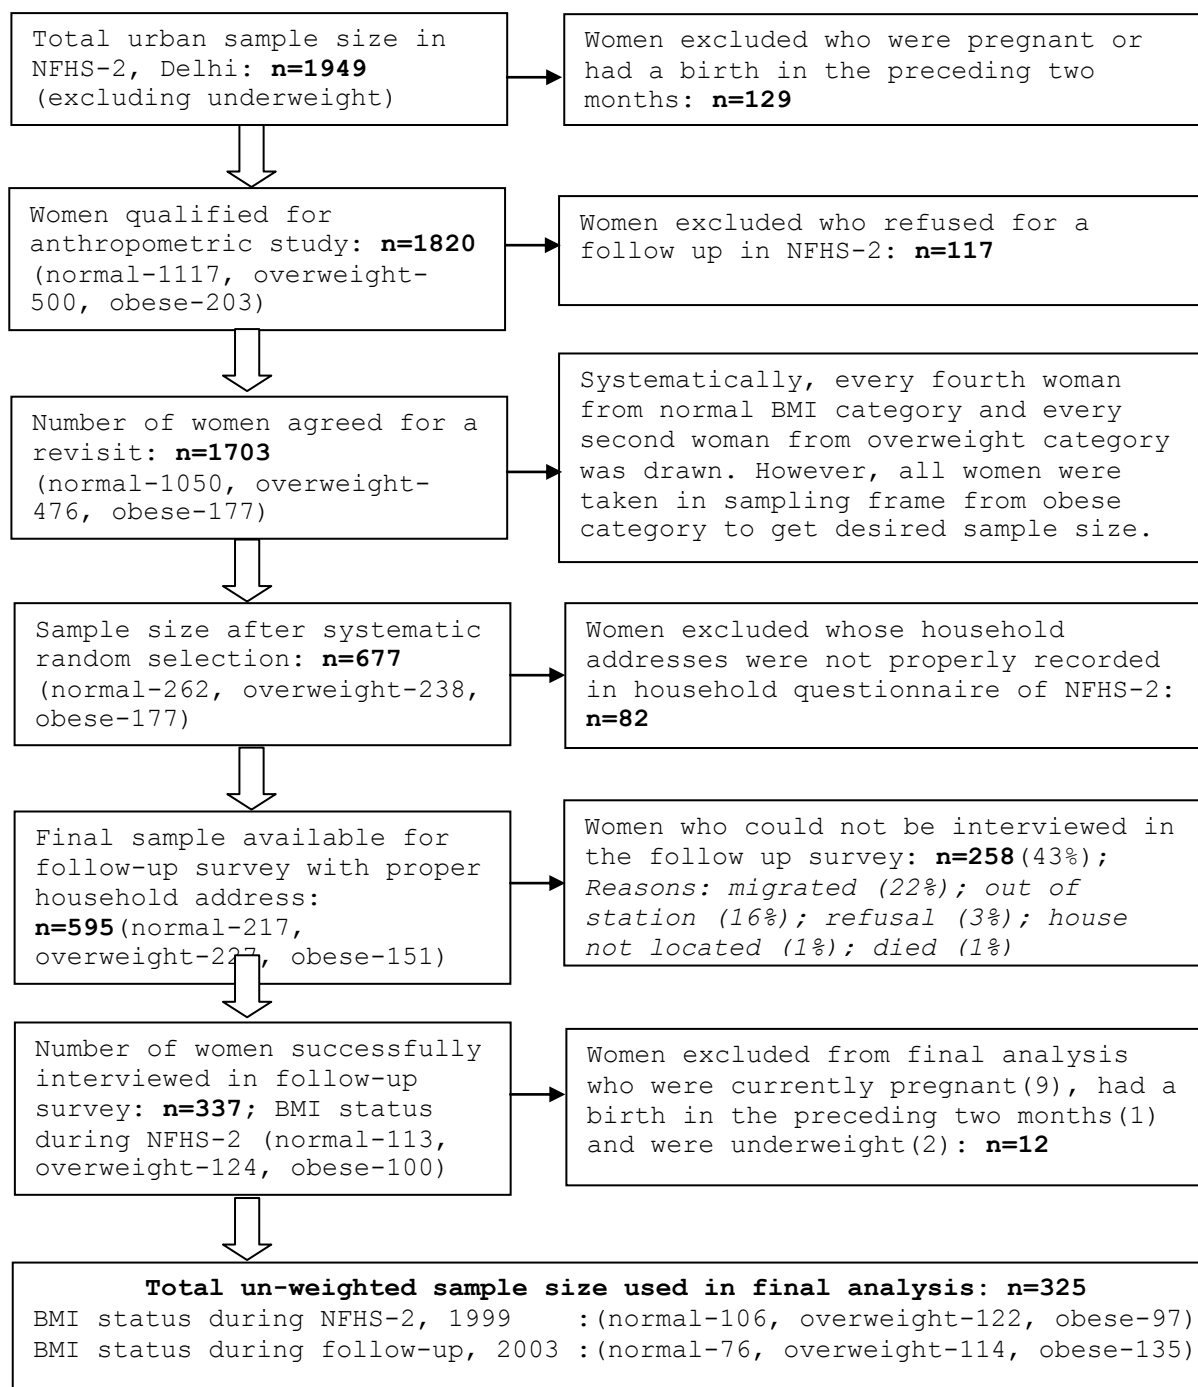 Total urban sample size in
NFHS-2, Delhi: n=1949
(excluding underweight)
Women excluded who were pregnant or
had a birth in the preceding two
months: n=129
Women qualified for
anthropometric study: n=1820
(normal-1117, overweight-
500, obese-203)
Women excluded who refused for a
follow up in NFHS-2: n=117
Number of women agreed for a
revisit: n=1703
(normal-1050, overweight-
476, obese-177)
Systematically, every fourth woman
from normal BMI category and every
second woman from overweight category
was drawn. However, all women were
taken in sampling frame from obese
category to get desired sample size.
Sample size after systematic
random selection: n=677
(normal-262, overweight-238,
obese-177)
Women excluded whose household
addresses were not properly recorded
in household questionnaire of NFHS-2:
n=82
Final sample available for
follow-up survey with proper
household address:
n=595(normal-217,
overweight-227, obese-151)
Women who could not be interviewed in
the follow up survey: n=258(43%);
Reasons: migrated (22%); out of
station (16%); refusal (3%); house
not located (1%); died (1%)
Number of women successfully
interviewed in follow-up
survey: n=337; BMI status
during NFHS-2 (normal-113,
overweight-124, obese-100)
Women excluded from final analysis
who were currently pregnant(9), had a
birth in the preceding two months(1)
and were underweight(2): n=12
Total un-weighted sample size used in final analysis: n=325
BMI status during NFHS-2, 1999 :(normal-106, overweight-122, obese-97)
BMI status during follow-up, 2003 :(normal-76, overweight-114, obese-135)